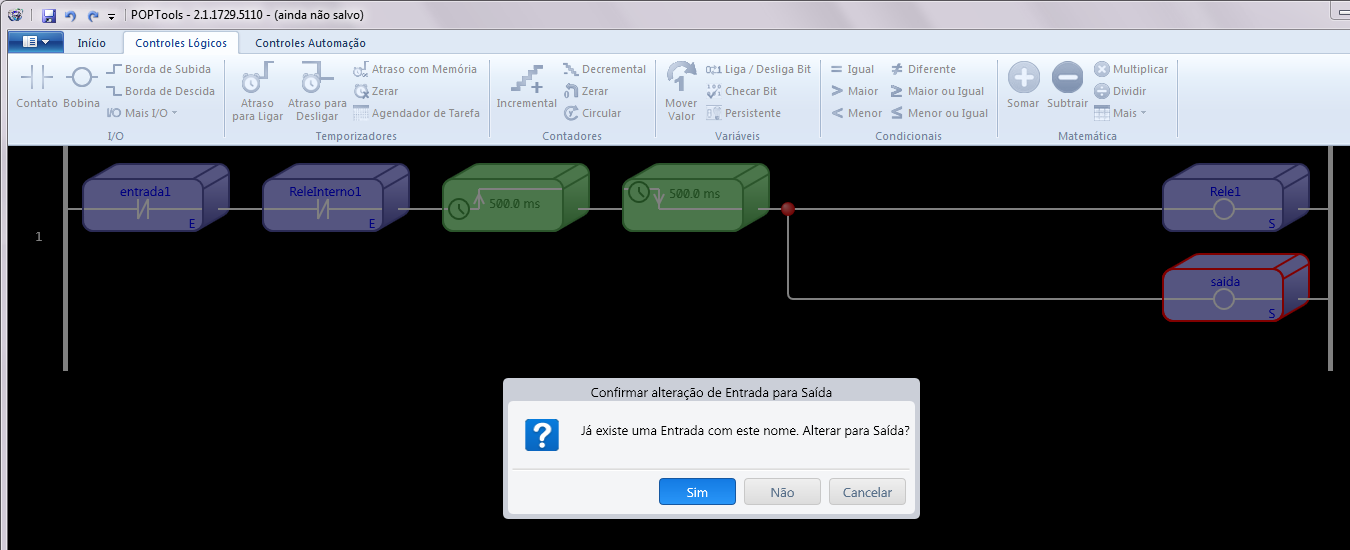 POPTools - 2.1.1729.5110 - (ainda não salvo)
Início Controles Lógicos Controles Automação
Contato Bobina
Borda de Subida
Borda de Descida
I/O Mais I/O
I/O
Atraso para Ligar
Atraso para Desligar
Atraso com Memória
Zerar
Agendador de Tarefa
Temporizadores
Incremental
Decremental
Zerar
Circular
Contadores
Mover Valor
Liga / Desliga Bit
Checar Bit
Persistente
Variáveis
= Igual ≠ Diferente
> Maior ≥ Maior ou Igual
< Menor ≤ Menor ou Igual
Condicionais
Somar Subtrair
Multiplicar
Dividir
Mais
Matemática
entrada1
E
ReleInterno1
E
500.0 ms
500.0 ms
Rele1
S
1
saida
S
Confirmar alteração de Entrada para Saída
Já existe uma Entrada com este nome. Alterar para Saída?
Sim Não Cancelar